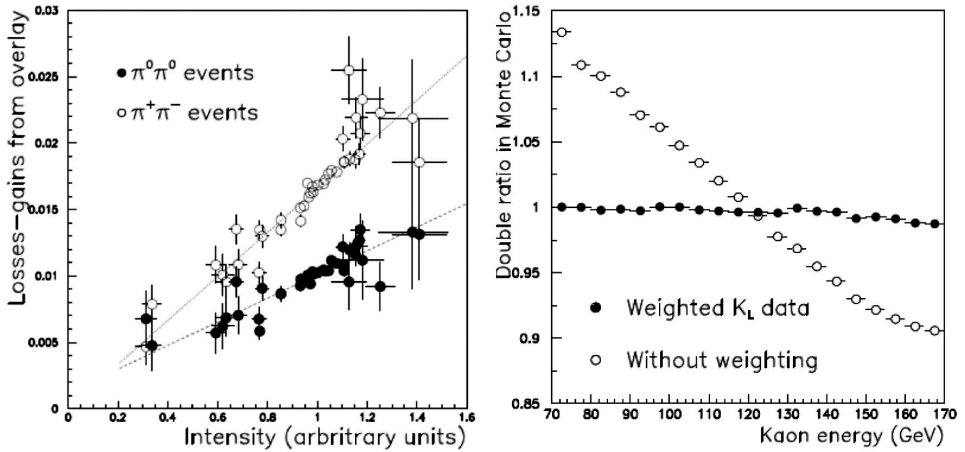 Losses-gains from overlay
0.03
0.025
0.02
0.015
0.01
0.005
0
π⁰π⁰ events
π⁺π⁻ events
0 0.2 0.4 0.6 0.8 1 1.2 1.4 1.6
Intensity (arbritrary units)
Double ratio in Monte Carlo
1.15
1.1
1.05
1
0.95
0.9
0.85
Weighted K_L data
Without weighting
70 80 90 100 110 120 130 140 150 160 170
Kaon energy (GeV)